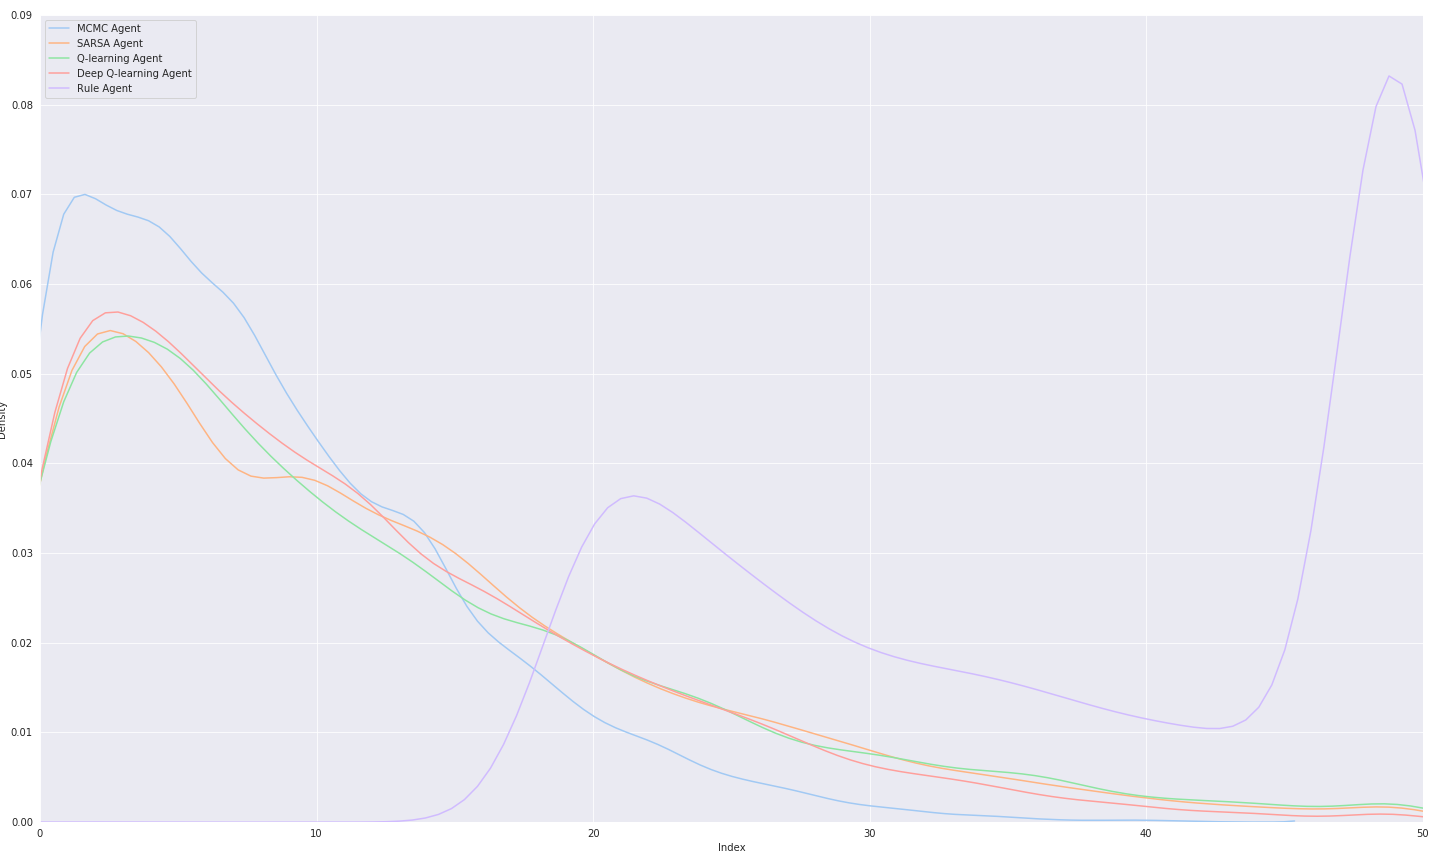 0.09
0.08
0.07
0.06
0.05
0.04
0.03
0.02
0.01
0.00
Density
MCMC Agent
SARSA Agent
Q-learning Agent
Deep Q-learning Agent
Rule Agent
0 10 20 30 40 50
Index